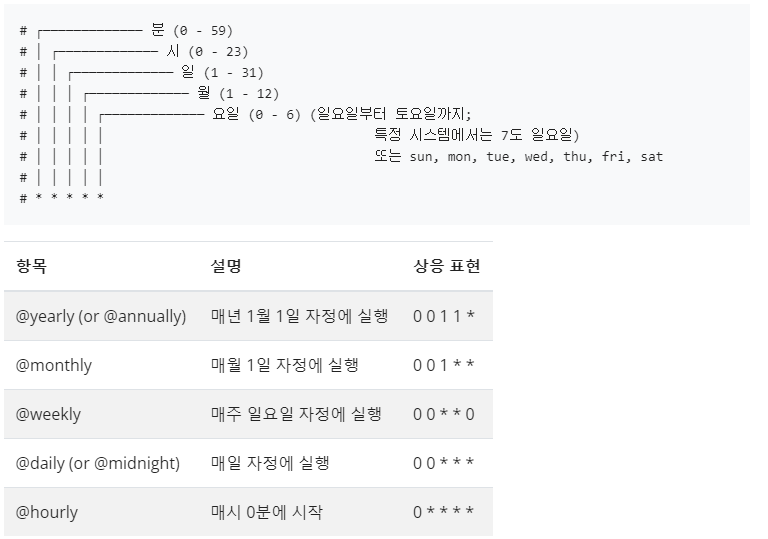 # ┌───────────── 분 (0 - 59)
# │ ┌───────────── 시 (0 - 23)
# │ │ ┌───────────── 일 (1 - 31)
# │ │ │ ┌───────────── 월 (1 - 12)
# │ │ │ │ ┌───────────── 요일 (0 - 6) (일요일부터 토요일까지;
# │ │ │ │ │ 특정 시스템에서는 7도 일요일)
# │ │ │ │ │ 또는 sun, mon, tue, wed, thu, fri, sat
# │ │ │ │ │
# * * * * *
항목 설명 상응 표현
@yearly (or @annually) 매년 1월 1일 자정에 실행 0 0 1 1 *
@monthly 매월 1일 자정에 실행 0 0 1 * *
@weekly 매주 일요일 자정에 실행 0 0 * * 0
@daily (or @midnight) 매일 자정에 실행 0 0 * * *
@hourly 매시 0분에 시작 0 * * * *